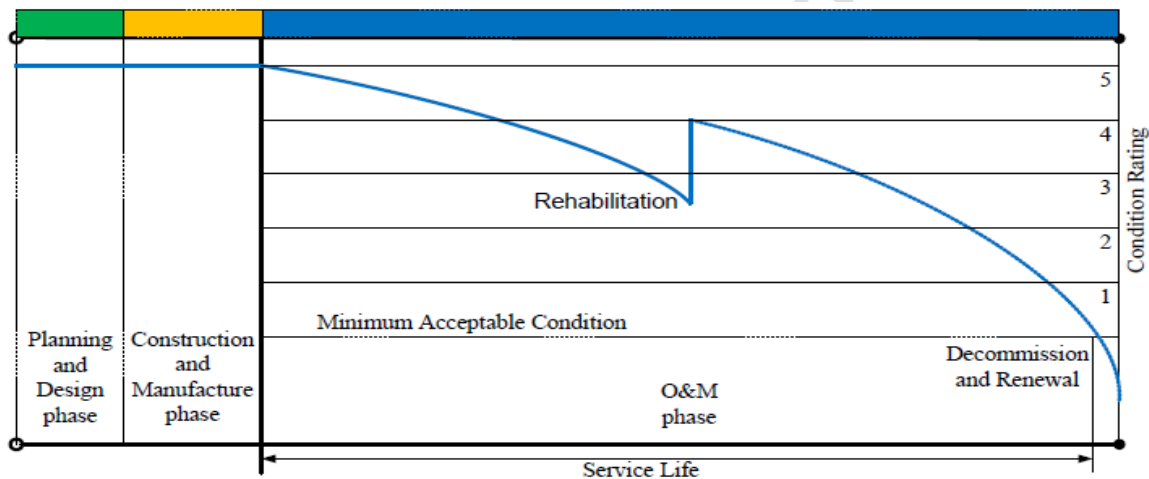 5
4
3
2
1
Condition Rating
Rehabilitation
Minimum Acceptable Condition
Planning
and
Design
phase
Construction
and
Manufacture
phase
O&M
phase
Decommission
and Renewal
Service Life